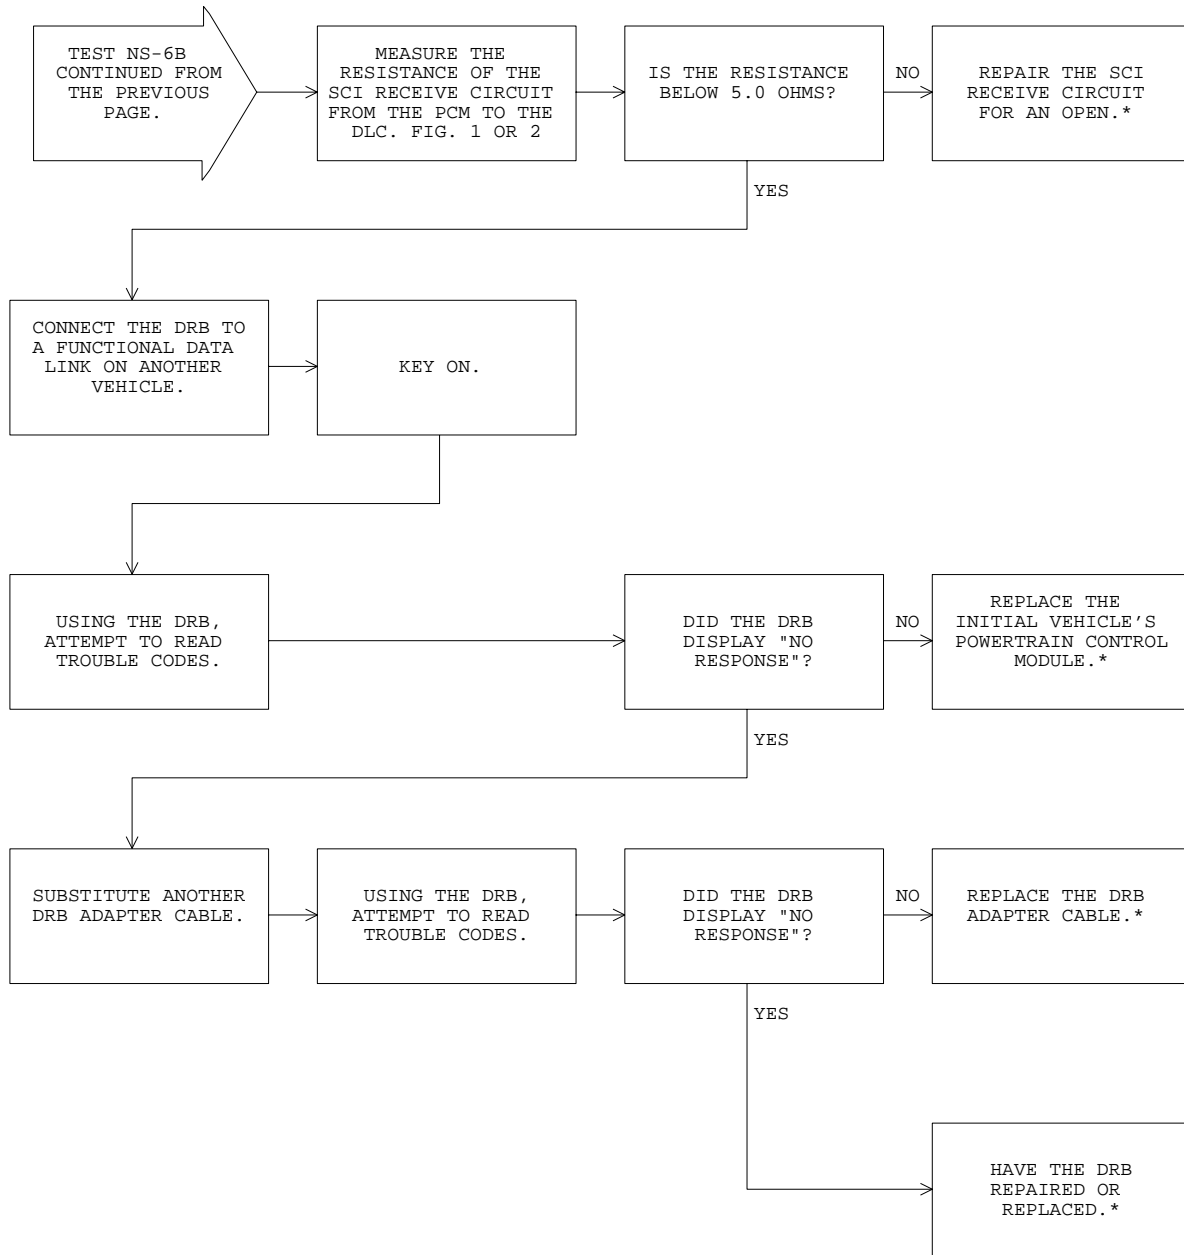 TEST NS-6B
CONTINUED FROM
THE PREVIOUS
PAGE.
MEASURE THE
RESISTANCE OF THE
SCI RECEIVE CIRCUIT
FROM THE PCM TO THE
DLC. FIG. 1 OR 2
IS THE RESISTANCE
BELOW 5.0 OHMS?
NO
REPAIR THE SCI
RECEIVE CIRCUIT
FOR AN OPEN.*
YES
CONNECT THE DRB TO
A FUNCTIONAL DATA
LINK ON ANOTHER
VEHICLE.
KEY ON.
USING THE DRB,
ATTEMPT TO READ
TROUBLE CODES.
DID THE DRB
DISPLAY "NO
RESPONSE"?
NO
REPLACE THE
INITIAL VEHICLE'S
POWERTRAIN CONTROL
MODULE.*
YES
SUBSTITUTE ANOTHER
DRB ADAPTER CABLE.
USING THE DRB,
ATTEMPT TO READ
TROUBLE CODES.
DID THE DRB
DISPLAY "NO
RESPONSE"?
NO
REPLACE THE DRB
ADAPTER CABLE.*
YES
HAVE THE DRB
REPAIRED OR
REPLACED.*